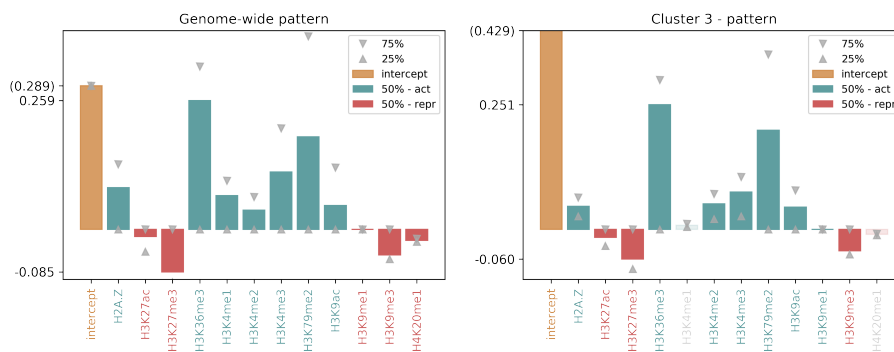 Genome-wide pattern
(0.289)
0.259
-0.085
75%
25%
intercept
50% - act
50% - repr
intercept
H2A.Z
H3K27ac
H3K27me3
H3K36me3
H3K4me1
H3K4me2
H3K4me3
H3K79me2
H3K9ac
H3K9me1
H3K9me3
H4K20me1
Cluster 3 - pattern
(0.429)
0.251
-0.060
75%
25%
intercept
50% - act
50% - repr
intercept
H2A.Z
H3K27ac
H3K27me3
H3K36me3
H3K4me1
H3K4me2
H3K4me3
H3K79me2
H3K9ac
H3K9me1
H3K9me3
H4K20me1